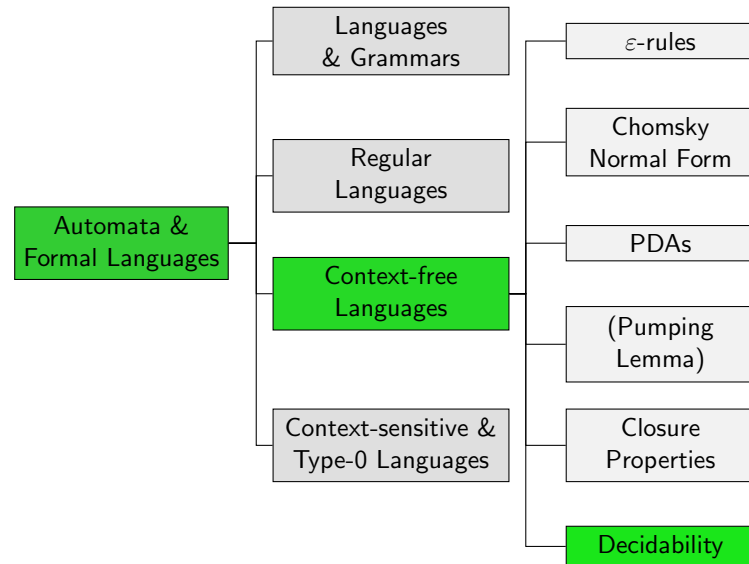 Automata &
Formal Languages
Languages
& Grammars
Regular
Languages
Context-free
Languages
Context-sensitive &
Type-0 Languages
ε-rules
Chomsky
Normal Form
PDAs
(Pumping
Lemma)
Closure
Properties
Decidability